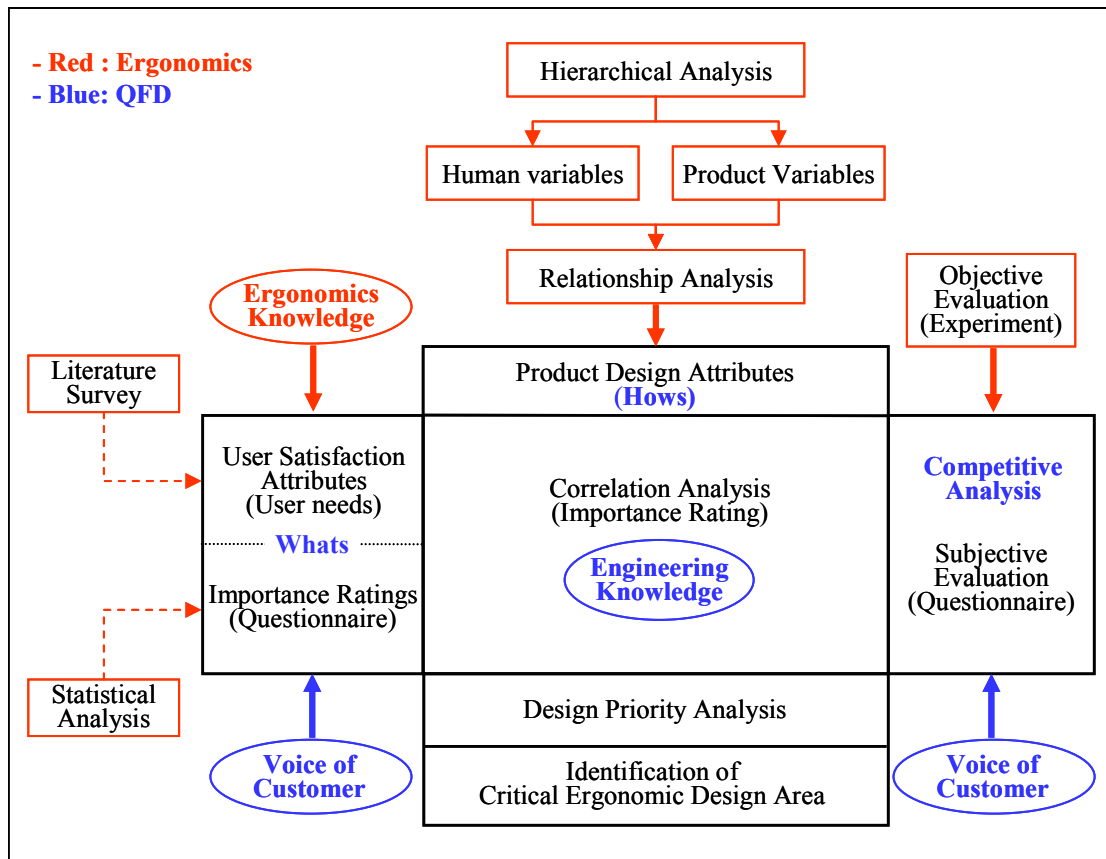 - Red : Ergonomics
- Blue: QFD
Hierarchical Analysis
Human variables
Product Variables
Relationship Analysis
Ergonomics
Knowledge
Objective
Evaluation
(Experiment)
Literature
Survey
Product Design Attributes
(Hows)
User Satisfaction
Attributes
(User needs)
Whats
Importance Ratings
(Questionnaire)
Correlation Analysis
(Importance Rating)
Engineering
Knowledge
Competitive
Analysis
Subjective
Evaluation
(Questionnaire)
Statistical
Analysis
Design Priority Analysis
Voice of
Customer
Identification of
Critical Ergonomic Design Area
Voice of
Customer